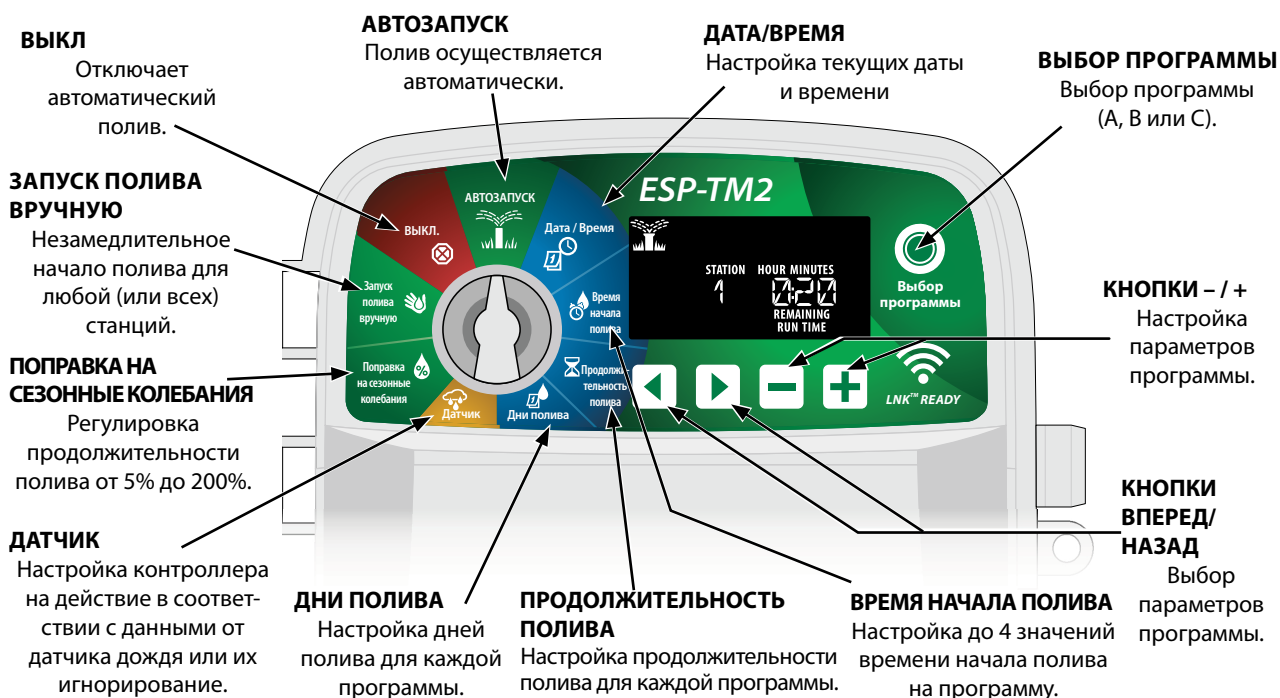 ВЫКЛ
Отключает
автоматический
полив.
АВТОЗАПУСК
Полив осуществляется
автоматически.
ДАТА/ВРЕМЯ
Настройка текущих даты
и времени
ВЫБОР ПРОГРАММЫ
Выбор программы
(A, B или C).
ЗАПУСК ПОЛИВА
ВРУЧНУЮ
Незамедлительное
начало полива для
любой (или всех)
станций.
ПОПРАВКА НА
СЕЗОННЫЕ КОЛЕБАНИЯ
Регулировка
продолжительности
полива от 5% до 200%.
ДАТЧИК
Настройка контроллера
на действие в соответ-
ствии с данными от
датчика дождя или их
игнорирование.
АВТОЗАПУСК
ВЫКЛ.
Дата / Время
1
Запуск
полива
вручную
Время
начала
полива
Поправка
на сезонные
колебания
%
Продолжи-
тельность
полива
Датчик
1
Дни полива
ESP-TM2
STATION HOUR MINUTES
1 0:20
REMAINING
RUN TIME
Выбор
программы
LNK™ READY
КНОПКИ – / +
Настройка
параметров
программы.
КНОПКИ
ВПЕРЕД/
НАЗАД
Выбор
параметров
программы.
ДНИ ПОЛИВА
Настройка дней
полива для каждой
программы.
ПРОДОЛЖИТЕЛЬНОСТЬ
ПОЛИВА
Настройка продолжительности
полива для каждой программы.
ВРЕМЯ НАЧАЛА ПОЛИВА
Настройка до 4 значений
времени начала полива
на программу.